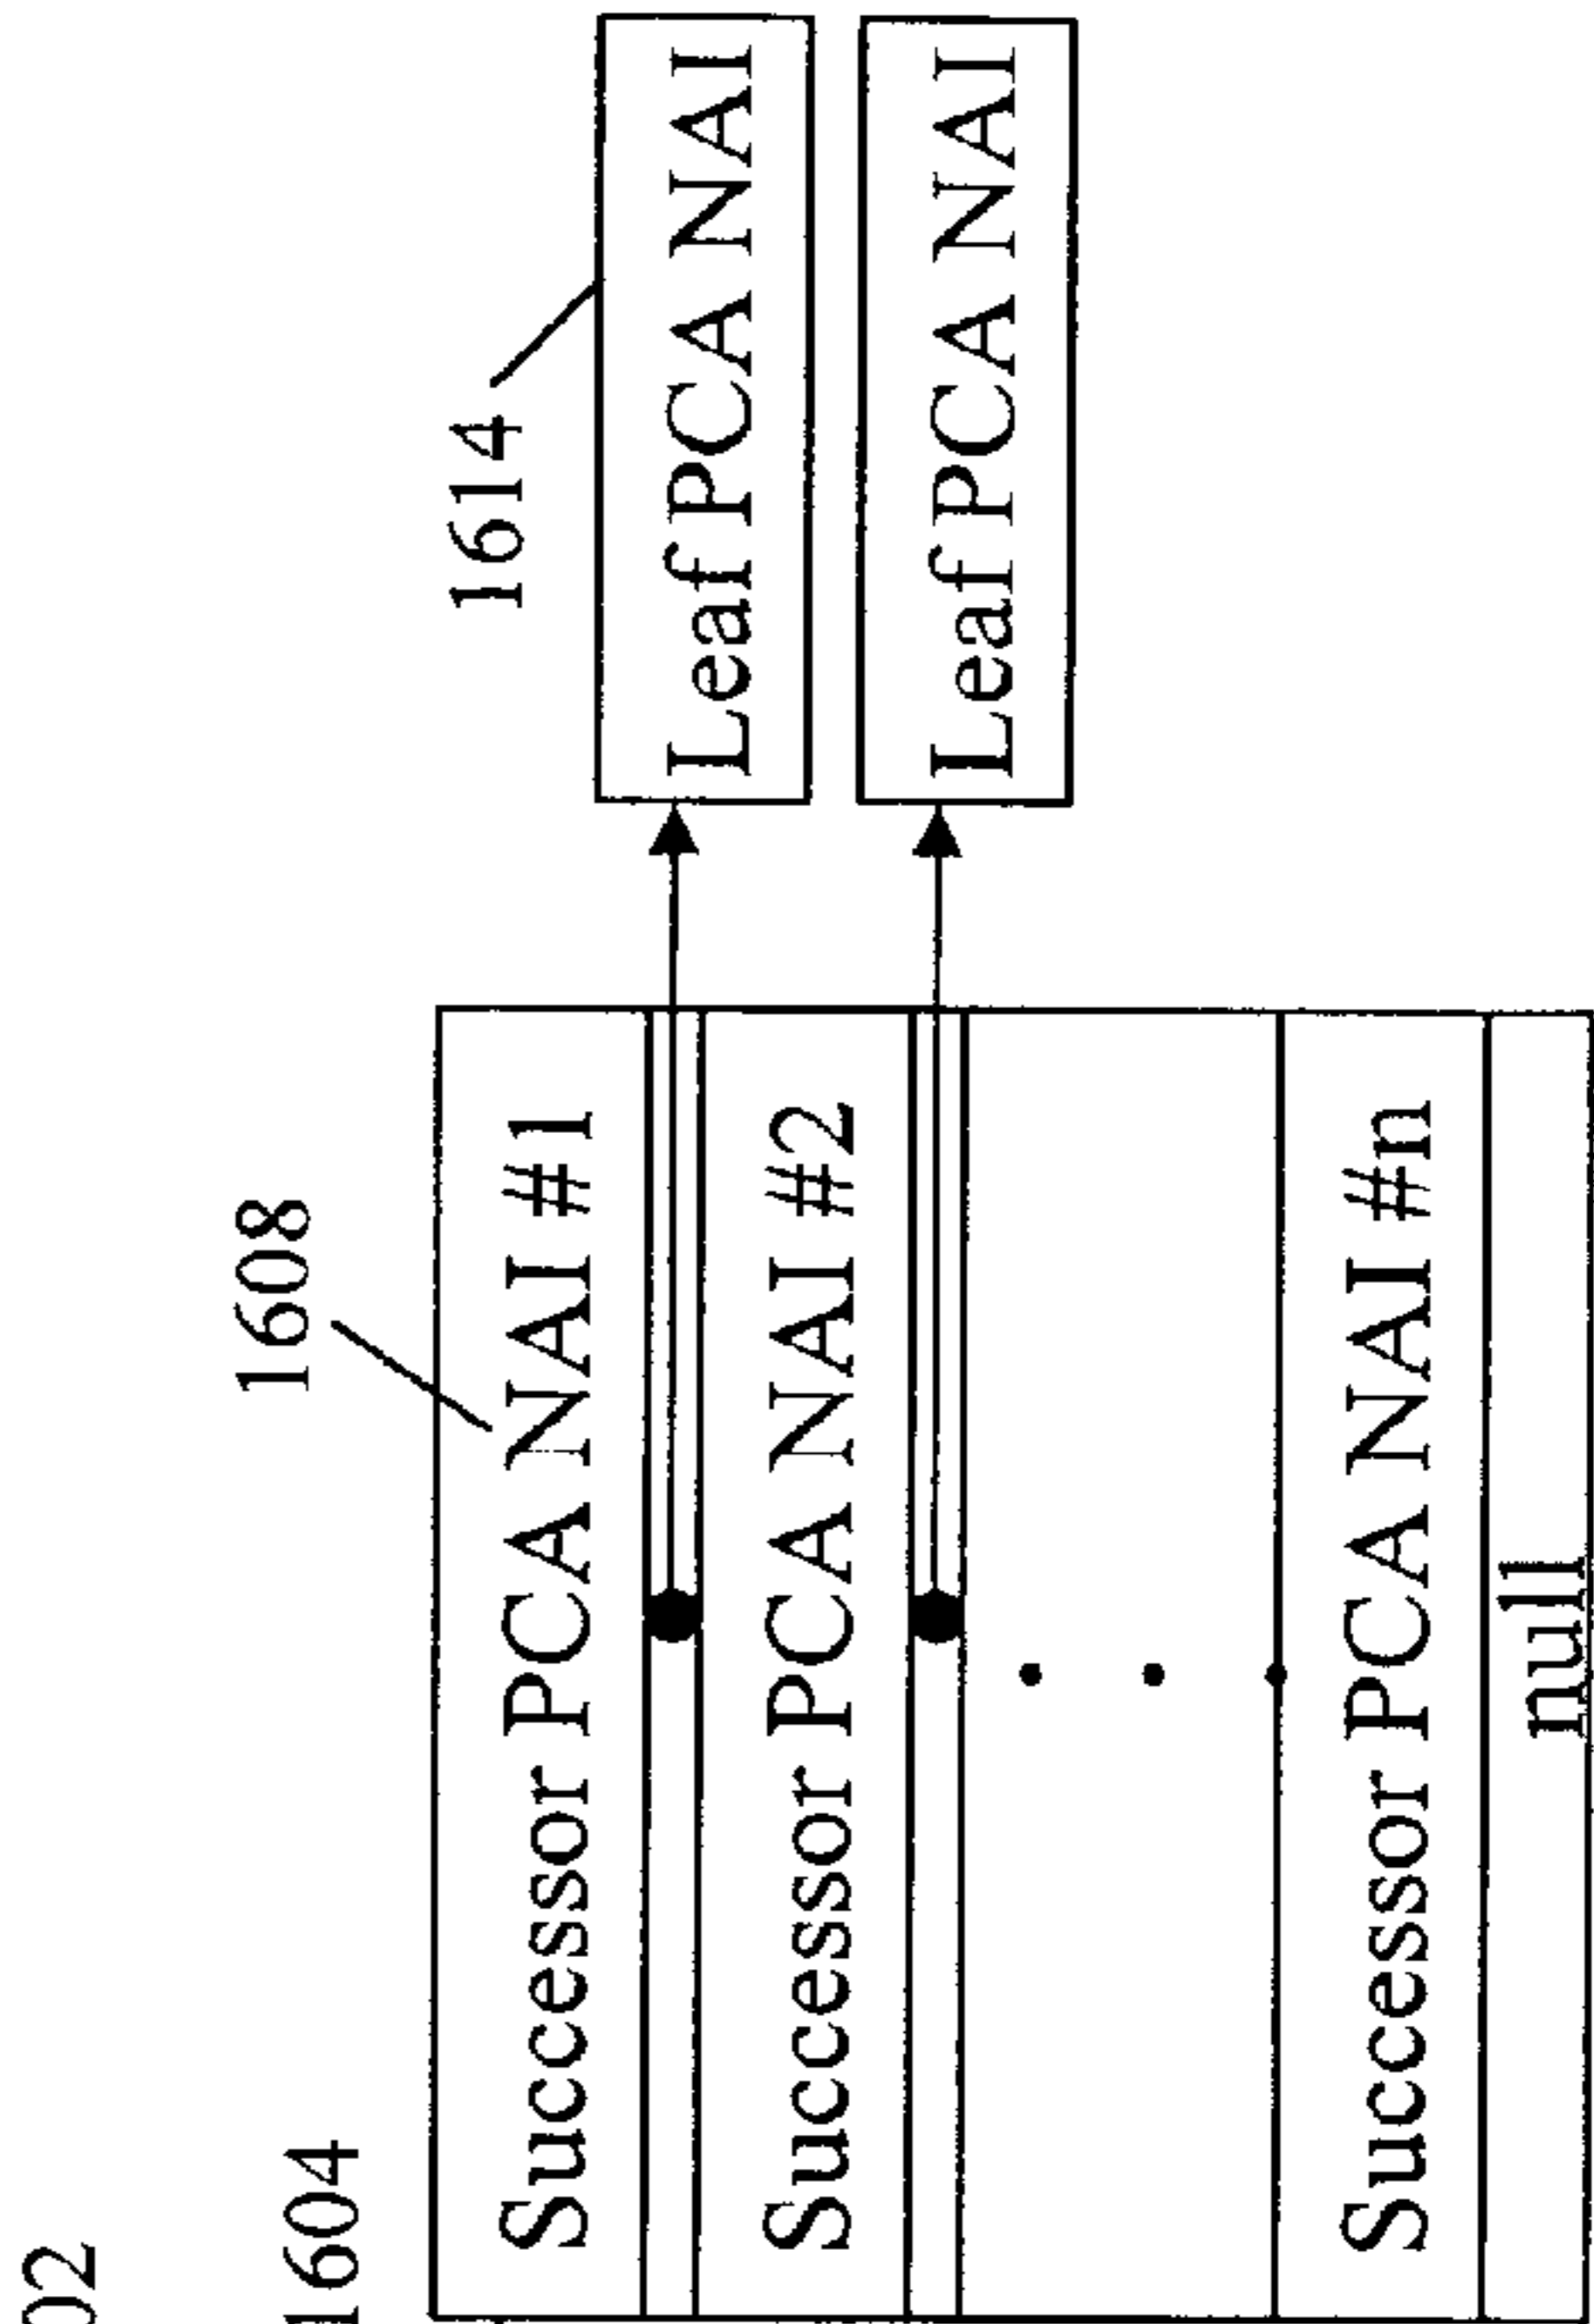 02
1604
1608
1614
Successor PCA NAI #1
Leaf PCA NAI
Successor PCA NAI #2
Leaf PCA NAI
Successor PCA NAI #n
null